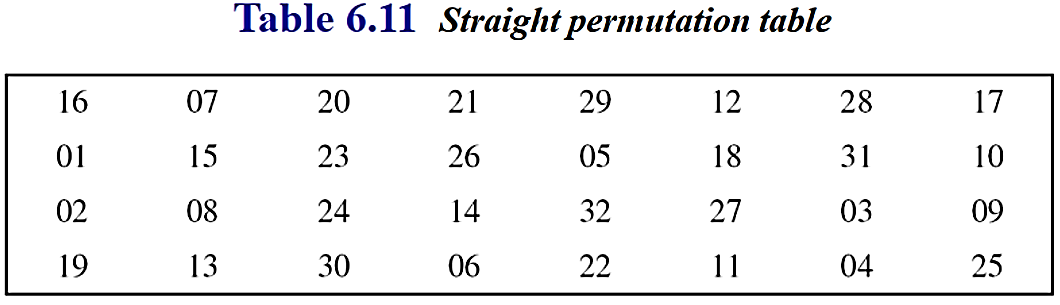 Table 6.11 Straight permutation table
16 07 20 21 29 12 28 17
01 15 23 26 05 18 31 10
02 08 24 14 32 27 03 09
19 13 30 06 22 11 04 25